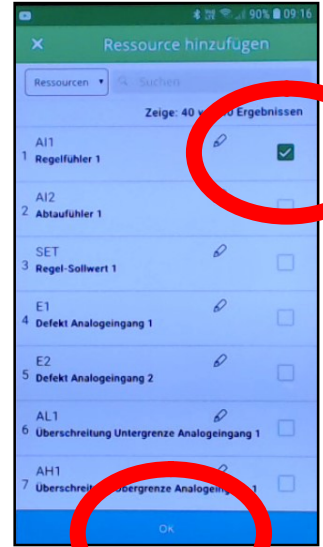 90% 09:16
× Ressource hinzufügen
Ressourcen Suchen
Zeige: 40 Ergebnissen
AI1
1 Regelfühler 1
AI2
2 Abtaufühler 1
SET
3 Regel-Sollwert 1
E1
4 Defekt Analogeingang 1
E2
5 Defekt Analogeingang 2
AL1
6 Überschreitung Untergrenze Analogeingang 1
AH1
7 Überschreitung Obergrenze Analogeingang 1
OK